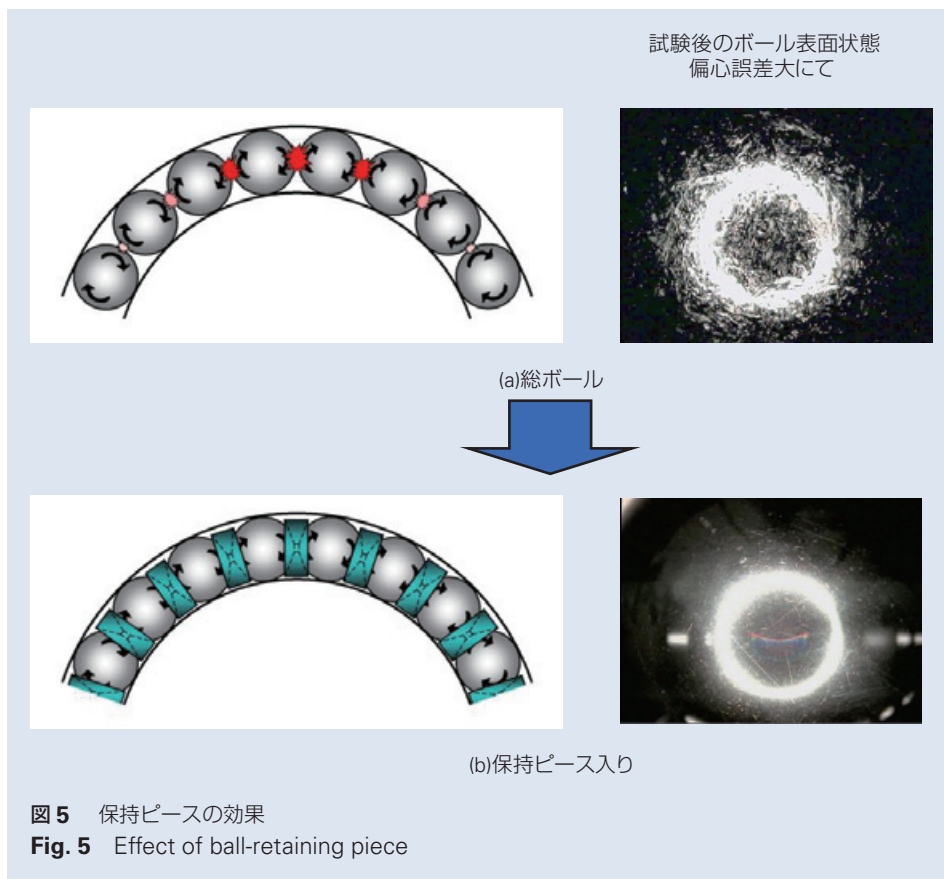 試験後のボール表面状態
偏心誤差大にて
(a)総ボール
(b)保持ピース入り
図5 保持ピースの効果
Fig. 5 Effect of ball-retaining piece